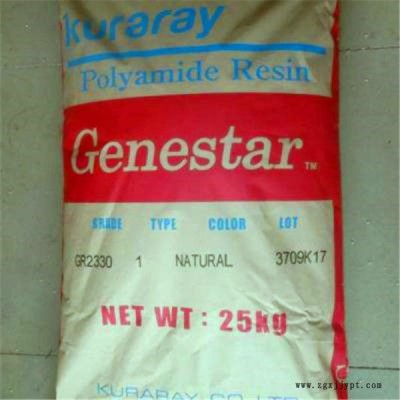 kuraray
Polyamide Resin
Genestar™
GRADE TYPE COLOR LOT
GR2330 1 NATURAL 3709K17
NET WT: 25kg
KURARAY CO., LTD
www.zgxjjypt.com